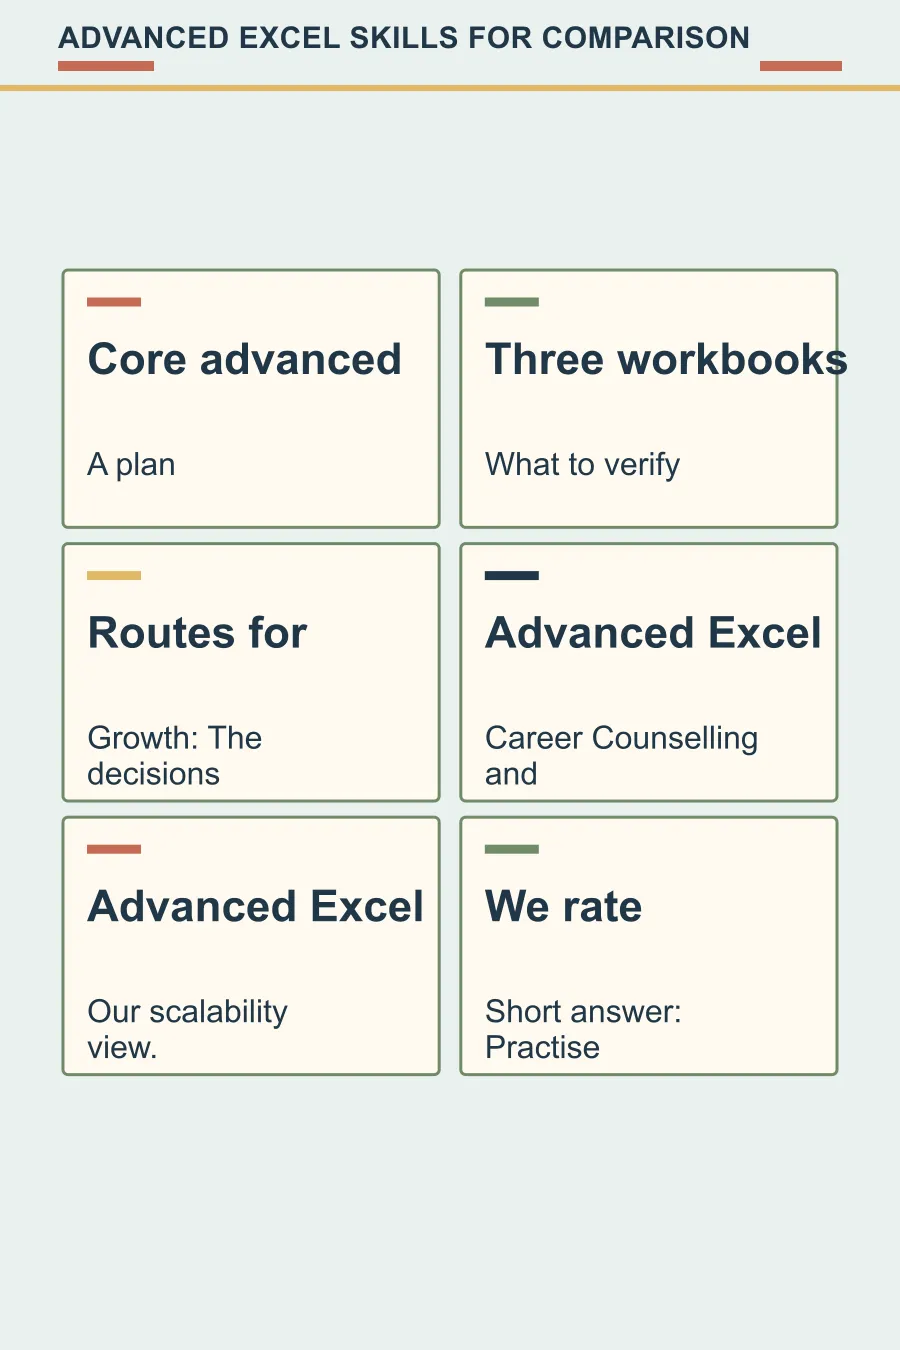 ADVANCED EXCEL SKILLS FOR COMPARISON
Core advanced
A plan
Three workbooks
What to verify
Routes for
Growth: The
decisions
Advanced Excel
Career Counselling
and
Advanced Excel
Our scalability
view.
We rate
Short answer:
Practise